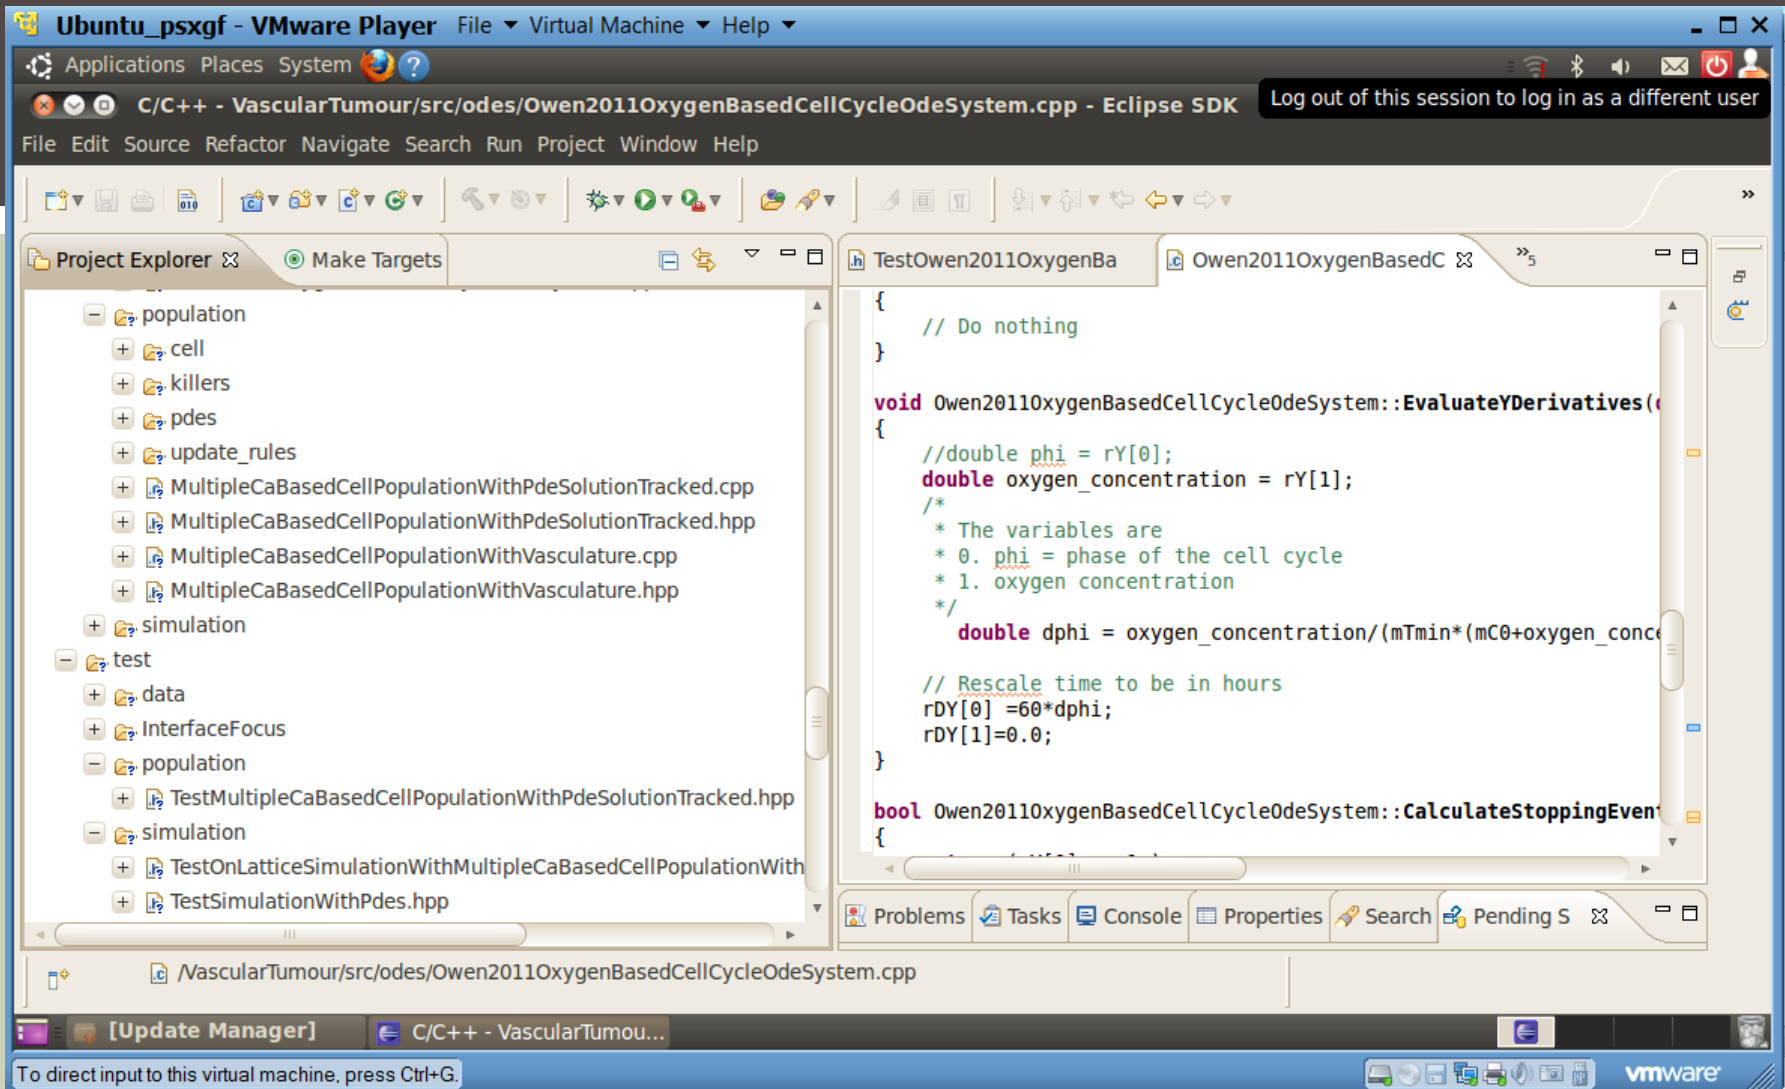 Ubuntu_psxgf - VMware Player File Virtual Machine Help
Applications Places System
Log out of this session to log in as a different user
C/C++ - VascularTumour/src/odes/Owen2011OxygenBasedCellCycleOdeSystem.cpp - Eclipse SDK
File Edit Source Refactor Navigate Search Run Project Window Help
Project Explorer
Make Targets
population
cell
killers
pdes
update_rules
MultipleCaBasedCellPopulationWithPdeSolutionTracked.cpp
MultipleCaBasedCellPopulationWithPdeSolutionTracked.hpp
MultipleCaBasedCellPopulationWithVasculature.cpp
MultipleCaBasedCellPopulationWithVasculature.hpp
simulation
test
data
InterfaceFocus
population
TestMultipleCaBasedCellPopulationWithPdeSolutionTracked.hpp
simulation
TestOnLatticeSimulationWithMultipleCaBasedCellPopulationWith
TestSimulationWithPdes.hpp
TestOwen2011OxygenBa
Owen2011OxygenBasedC
»5
{
// Do nothing
}
void Owen2011OxygenBasedCellCycleOdeSystem::EvaluateYDerivatives(
{
//double phi = rY[0];
double oxygen_concentration = rY[1];
/*
* The variables are
* 0. phi = phase of the cell cycle
* 1. oxygen concentration
*/
double dphi = oxygen_concentration/(mTmin*(mC0+oxygen_conce
// Rescale time to be in hours
rDY[0] =60*dphi;
rDY[1]=0.0;
}
bool Owen2011OxygenBasedCellCycleOdeSystem::CalculateStoppingEvent
{
Problems
Tasks
Console
Properties
Search
Pending S
/VascularTumour/src/odes/Owen2011OxygenBasedCellCycleOdeSystem.cpp
[Update Manager]
C/C++ - VascularTumou...
To direct input to this virtual machine, press Ctrl+G.
vmware